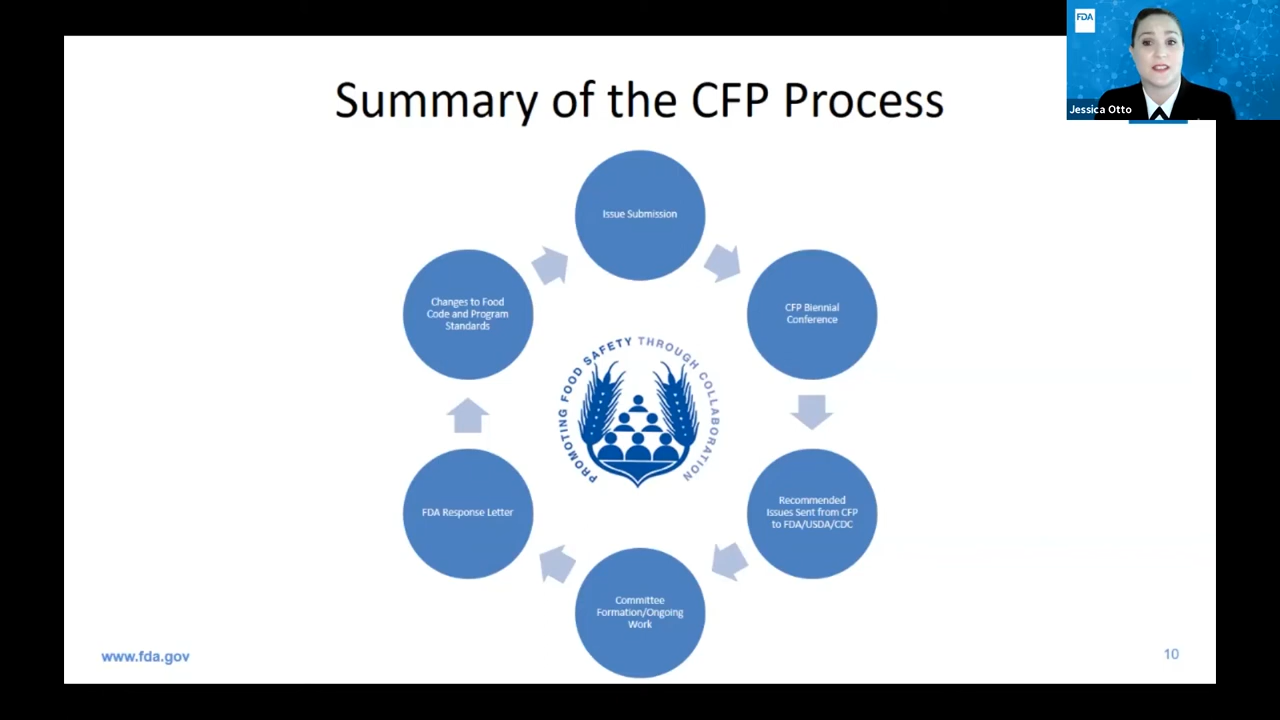 FDA
Jessica Otto
Summary of the CFP Process
Issue Submission
CFP Biennial
Conference
Recommended
Issues Sent from CFP
to FDA/USDA/CDC
Committee
Formation/Ongoing
Work
FDA Response Letter
Changes to Food
Code and Program
Standards
PROMOTING FOOD SAFETY THROUGH COLLABORATION
www.fda.gov
10